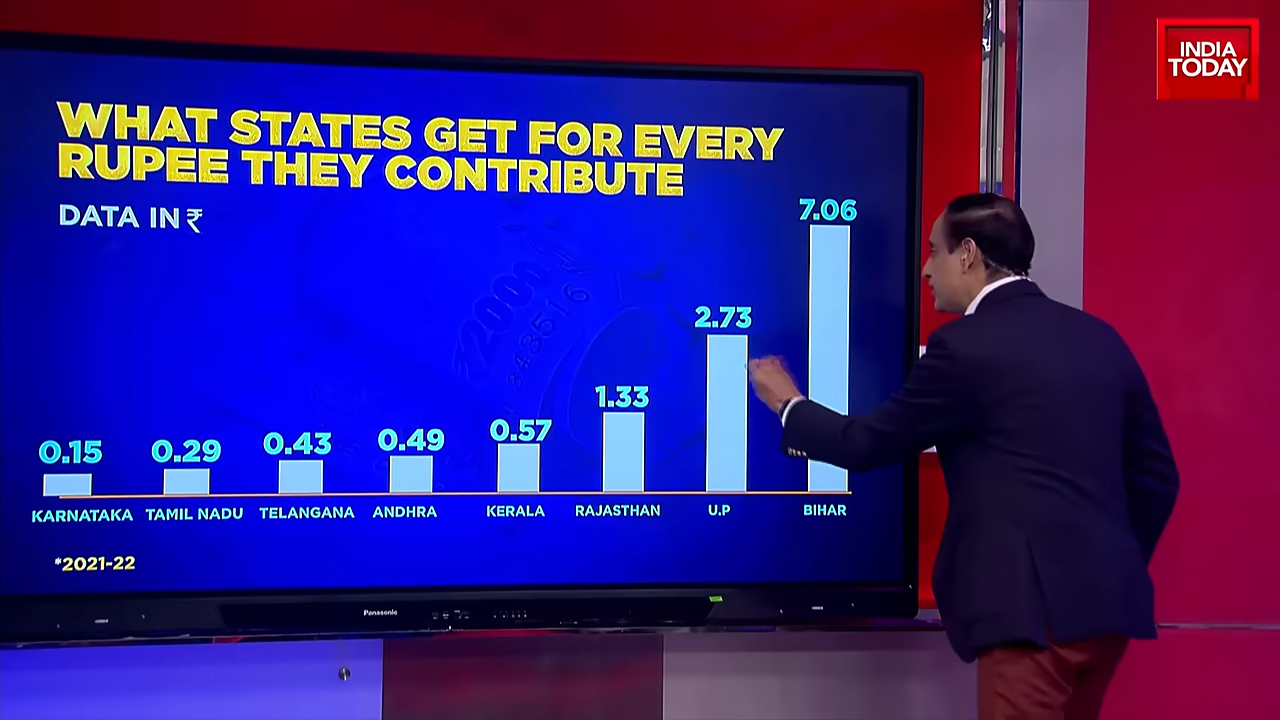 INDIA
TODAY
WHAT STATES GET FOR EVERY
RUPEE THEY CONTRIBUTE
DATA IN ₹
7.06
2.73
1.33
0.57
0.49
0.43
0.29
0.15
KARNATAKA
TAMIL NADU
TELANGANA
ANDHRA
KERALA
RAJASTHAN
U.P
BIHAR
*2021-22
Panasonic
₹2000